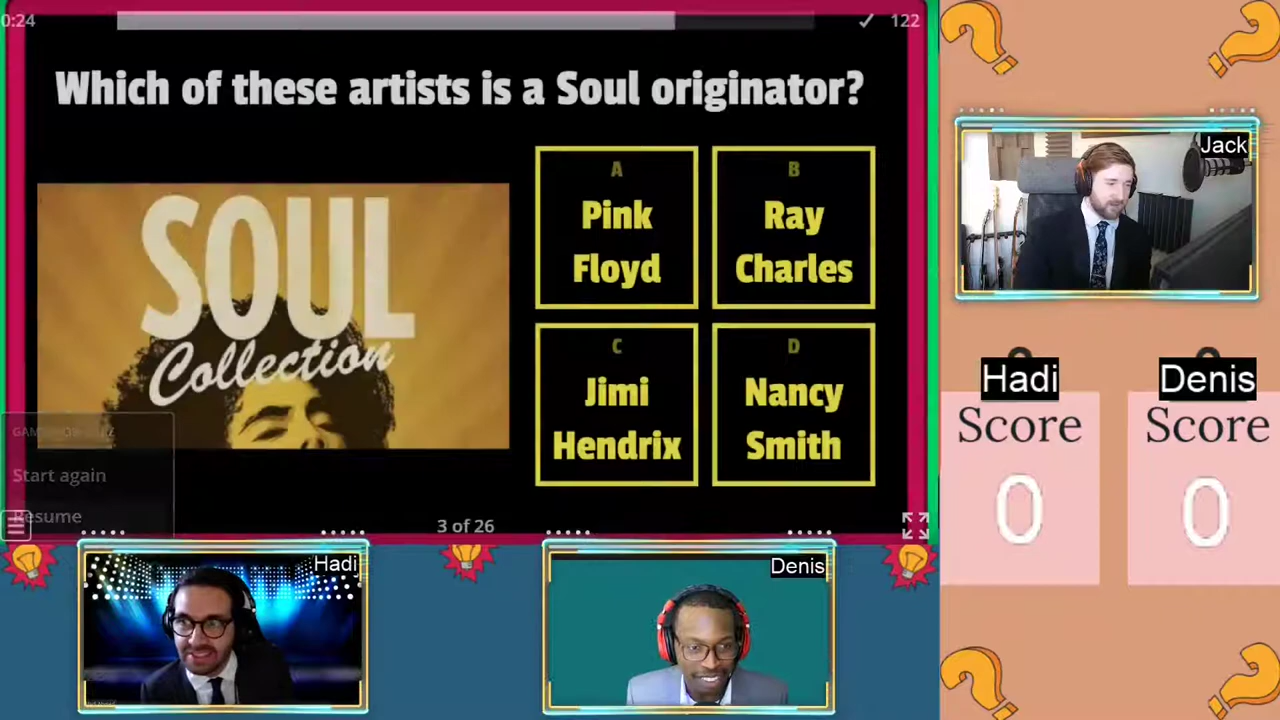 0:24
✓ 122
Which of these artists is a Soul originator?
SOUL
Collection
A
Pink
Floyd
B
Ray
Charles
C
Jimi
Hendrix
D
Nancy
Smith
Start again
Resume
3 of 26
Jack
Hadi
Score
0
Denis
Score
0
Hadi
Denis